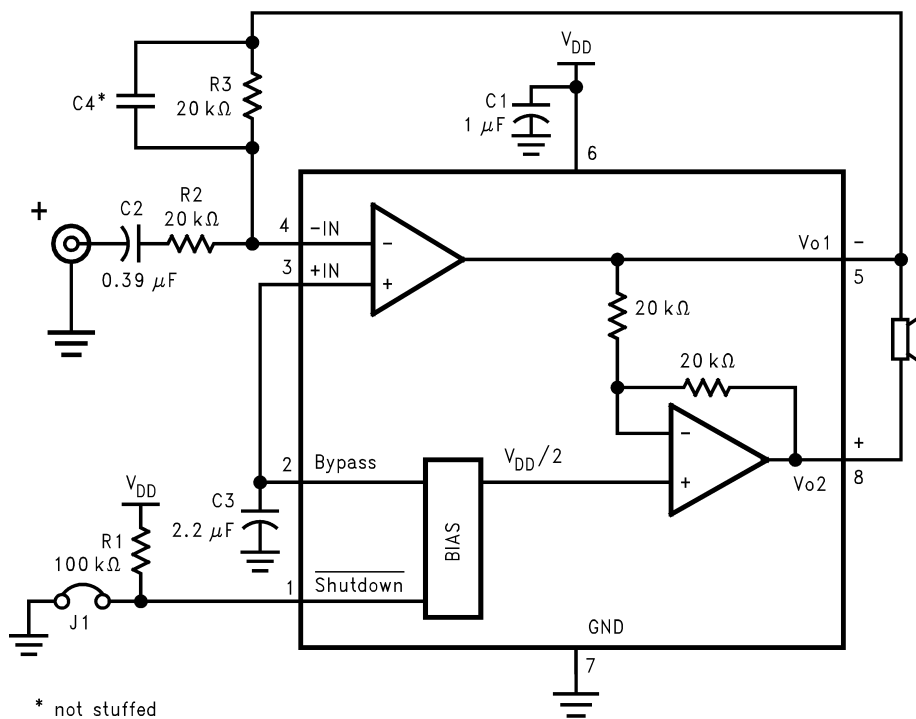 V_DD
R3
20 kΩ
C4*
C1
1 μF
6
+
C2
R2
20 kΩ
0.39 μF
4
-IN
3
+IN
-
+
Vo1
-
5
20 kΩ
20 kΩ
-
+
Vo2
+
8
2
Bypass
V_DD/2
C3
2.2 μF
BIAS
V_DD
R1
100 kΩ
1
Shutdown
J1
GND
7
* not stuffed